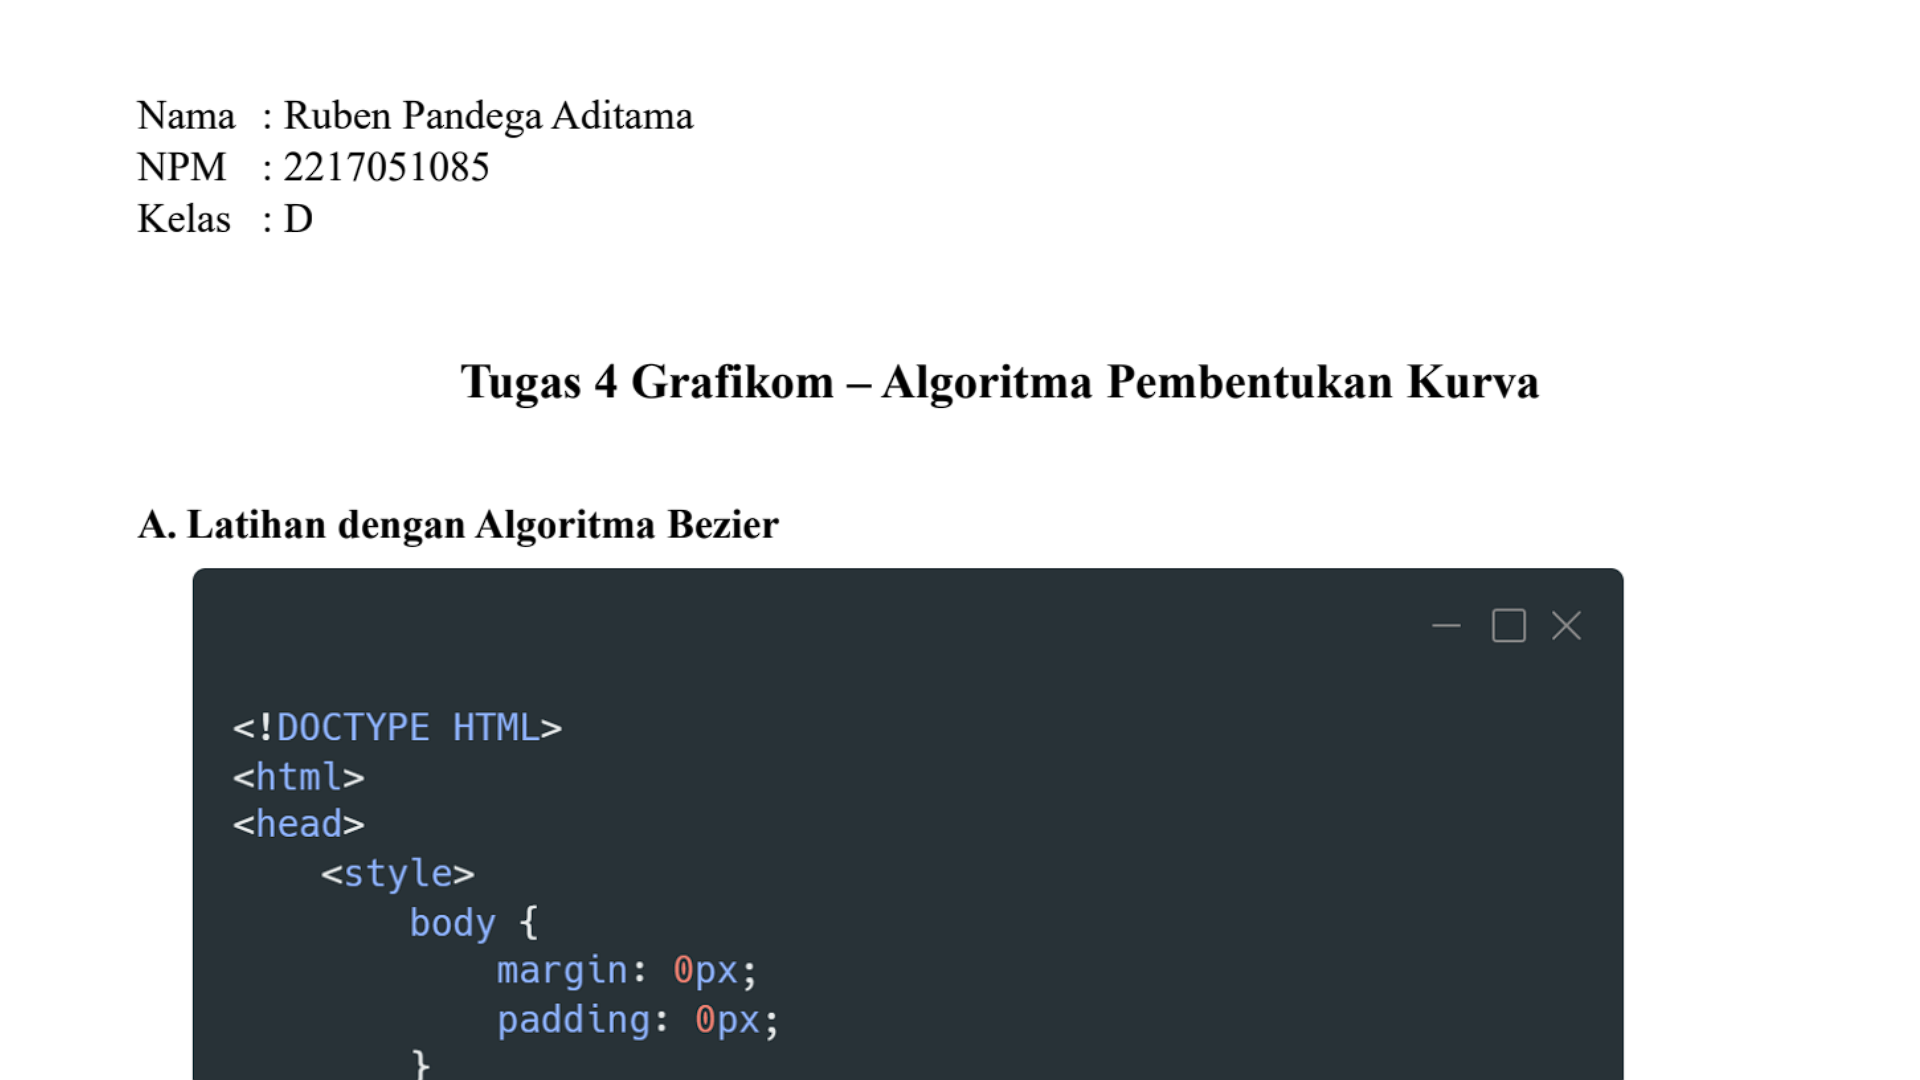 Nama : Ruben Pandega Aditama
NPM : 2217051085
Kelas : D
Tugas 4 Grafikom – Algoritma Pembentukan Kurva
A. Latihan dengan Algoritma Bezier
<!DOCTYPE HTML>
<html>
<head>
    <style>
        body {
            margin: 0px;
            padding: 0px;
        }